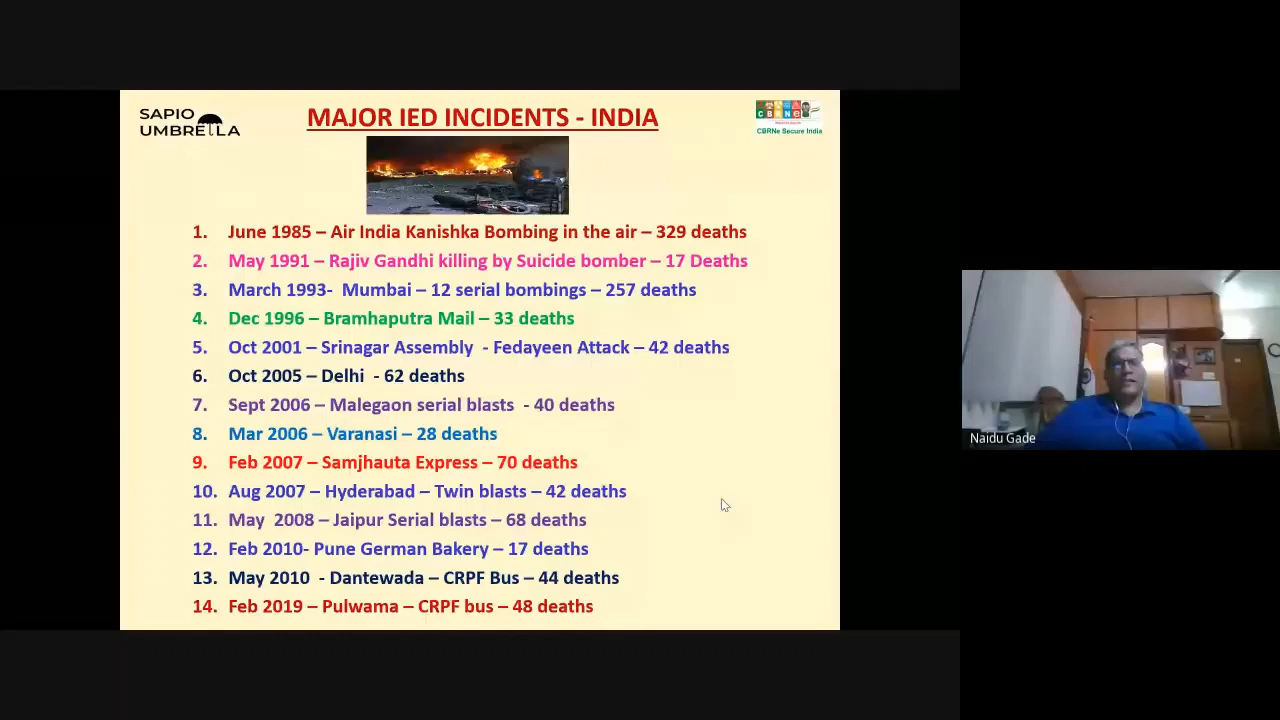 SAPIO
UMBRELLA
MAJOR IED INCIDENTS - INDIA
CBRNe
CBRNe Secure India
1. June 1985 – Air India Kanishka Bombing in the air – 329 deaths
2. May 1991 – Rajiv Gandhi killing by Suicide bomber – 17 Deaths
3. March 1993- Mumbai – 12 serial bombings – 257 deaths
4. Dec 1996 – Bramhaputra Mail – 33 deaths
5. Oct 2001 – Srinagar Assembly - Fedayeen Attack – 42 deaths
6. Oct 2005 – Delhi - 62 deaths
7. Sept 2006 – Malegaon serial blasts - 40 deaths
8. Mar 2006 – Varanasi – 28 deaths
9. Feb 2007 – Samjhauta Express – 70 deaths
10. Aug 2007 – Hyderabad – Twin blasts – 42 deaths
11. May 2008 – Jaipur Serial blasts – 68 deaths
12. Feb 2010- Pune German Bakery – 17 deaths
13. May 2010 - Dantewada – CRPF Bus – 44 deaths
14. Feb 2019 – Pulwama – CRPF bus – 48 deaths
Naidu Gade